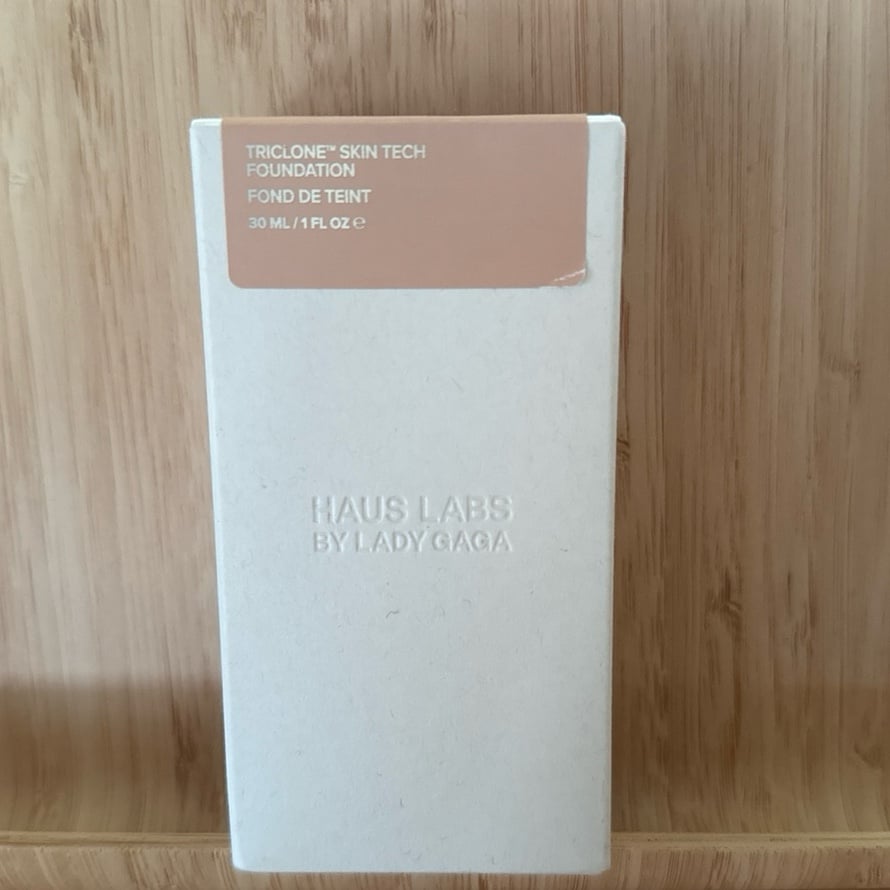 TRICLONE™ SKIN TECH
FOUNDATION
FOND DE TEINT
30 ML / 1 FL OZ ℮
HAUS LABS
BY LADY GAGA